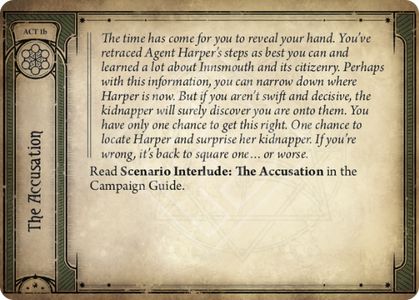 ACT 1b
The Accusation
The time has come for you to reveal your hand. You’ve
retraced Agent Harper’s steps as best you can and
learned a lot about Innsmouth and its citizenry. Perhaps
with this information, you can narrow down where
Harper is now. But if you aren’t swift and decisive, the
kidnapper will surely discover you are onto them. You
have only one chance to get this right. One chance to
locate Harper and surprise her kidnapper. If you’re
wrong, it’s back to square one… or worse.
Read Scenario Interlude: The Accusation in the
Campaign Guide.